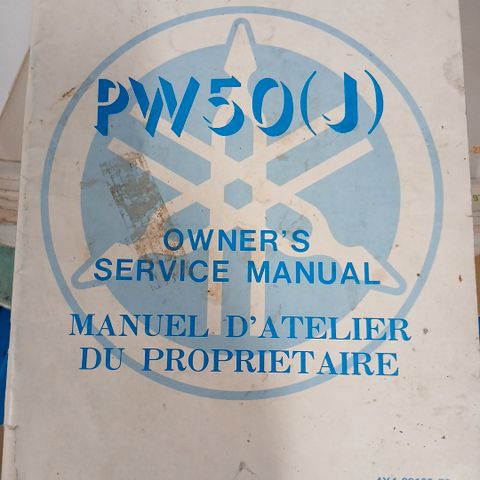 PW50(J)
OWNER'S
SERVICE MANUAL
MANUEL D'ATELIER
DU PROPRIETAIRE